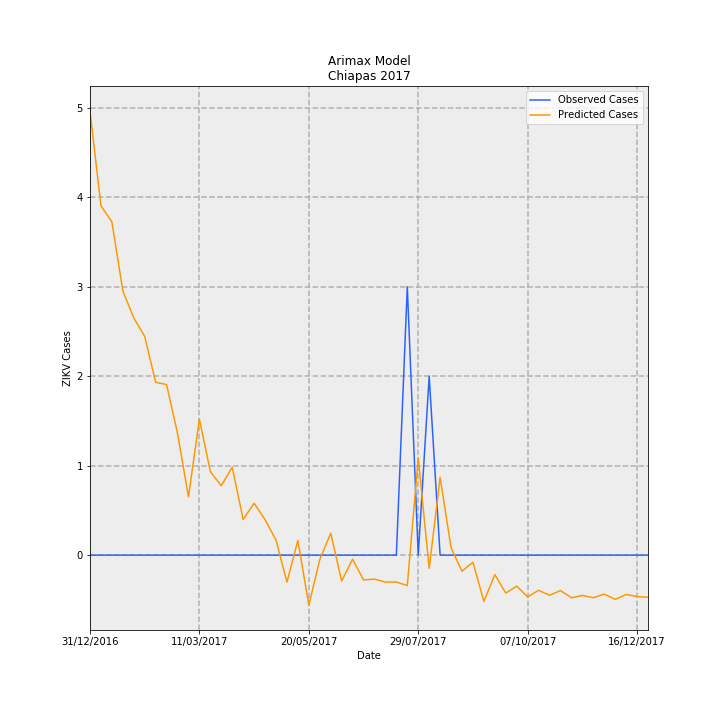 Arimax Model
Chiapas 2017
Observed Cases
Predicted Cases
ZIKV Cases
5
4
3
2
1
0
31/12/2016
11/03/2017
20/05/2017
29/07/2017
07/10/2017
16/12/2017
Date